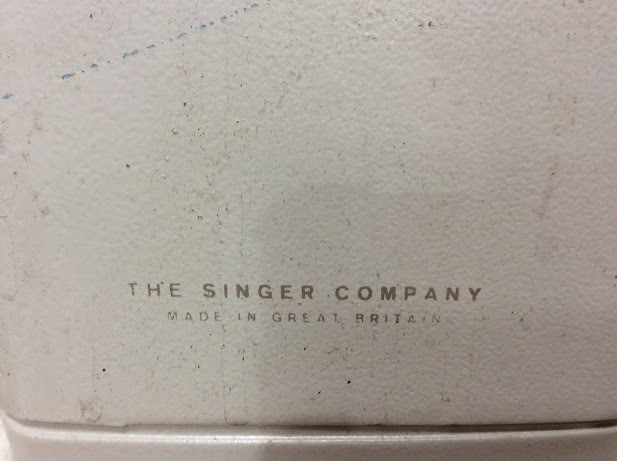 THE SINGER COMPANY
MADE IN GREAT BRITAIN